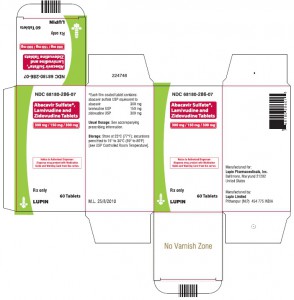 60 Tablets
LUPIN
Rx only
Abacavir Sulfate*,
Lamivudine and
Zidovudine Tablets
NDC 68180-286-07
224746
NDC 68180-286-07
Abacavir Sulfate*,
Lamivudine and
Zidovudine Tablets
300 mg / 150 mg / 300 mg
Rx only
60 Tablets
LUPIN
*Each film-coated tablet contains:
abacavir sulfate USP equivalent to
abacavir 300 mg
lamivudine USP 150 mg
zidovudine USP 300 mg
Usual Dosage: See accompanying
prescribing information.
Storage: Store at 25°C (77°F); excursions
permitted to 15° to 30°C (59° to 86°F)
[see USP Controlled Room Temperature].
M.L. 25/8/2010
NDC 68180-286-07
Abacavir Sulfate*,
Lamivudine and
Zidovudine Tablets
300 mg / 150 mg / 300 mg
Rx only
60 Tablets
LUPIN
Manufactured for:
Lupin Pharmaceuticals, Inc.
Baltimore, Maryland 21202
United States
Manufactured by:
Lupin Limited
Pithampur (M.P.) 454 775 INDIA
No Varnish Zone